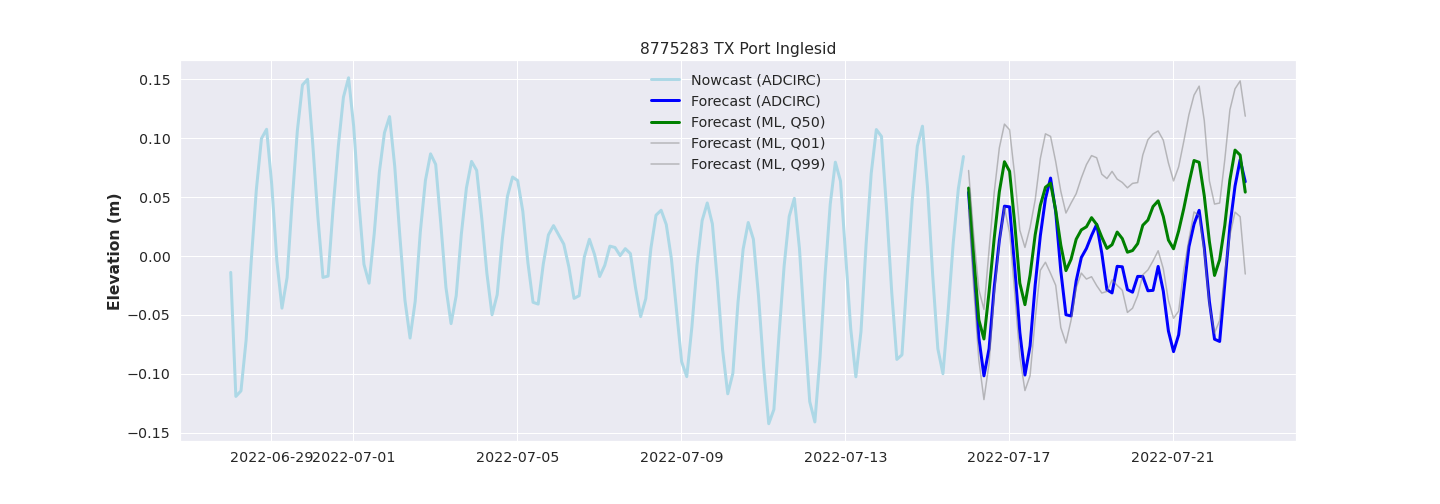 8775283 TX Port Inglesid
Nowcast (ADCIRC)
Forecast (ADCIRC)
Forecast (ML, Q50)
Forecast (ML, Q01)
Forecast (ML, Q99)
Elevation (m)
0.15
0.10
0.05
0.00
−0.05
−0.10
−0.15
2022-06-29 2022-07-01 2022-07-05 2022-07-09 2022-07-13 2022-07-17 2022-07-21